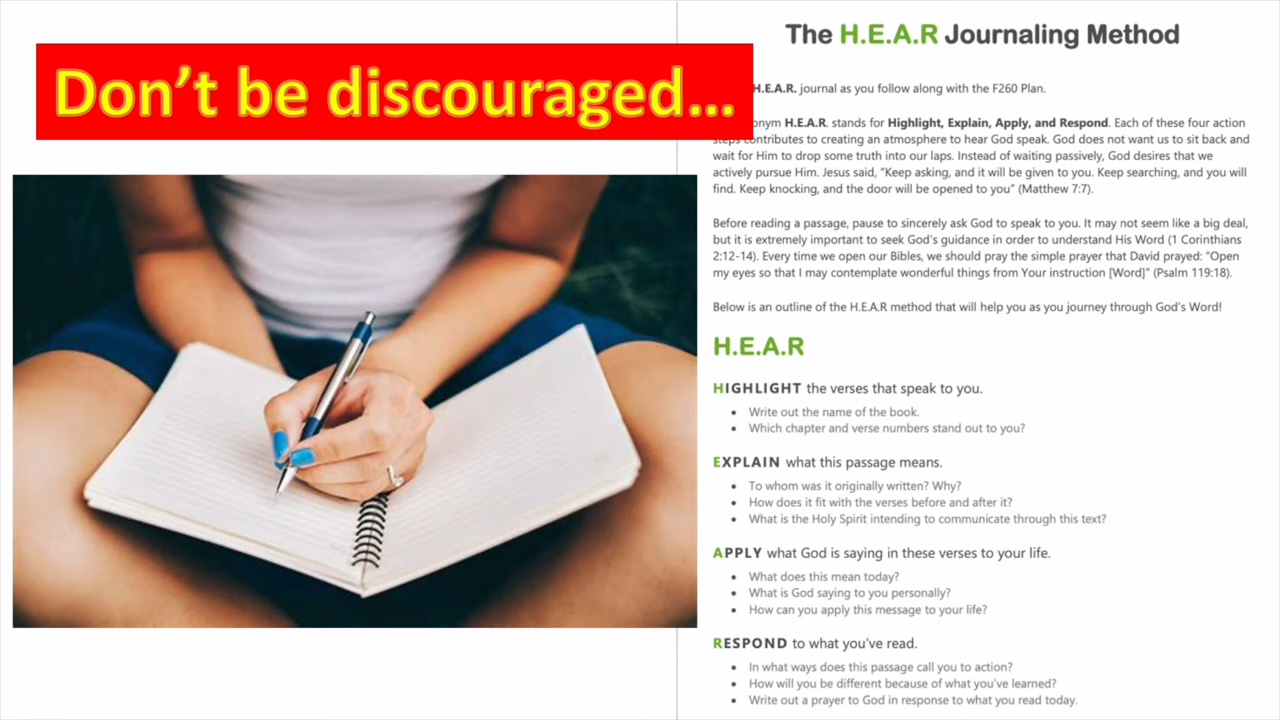 Don't be discouraged...
The H.E.A.R Journaling Method
H.E.A.R. journal as you follow along with the F260 Plan.
H.E.A.R. stands for Highlight, Explain, Apply, and Respond. Each of these four action
steps contributes to creating an atmosphere to hear God speak. God does not want us to sit back and
wait for Him to drop some truth into our laps. Instead of waiting passively, God desires that we
actively pursue Him. Jesus said, "Keep asking, and it will be given to you. Keep searching, and you will
find. Keep knocking, and the door will be opened to you" (Matthew 7:7).
Before reading a passage, pause to sincerely ask God to speak to you. It may not seem like a big deal,
but it is extremely important to seek God's guidance in order to understand His Word (1 Corinthians
2:12-14). Every time we open our Bibles, we should pray the simple prayer that David prayed: "Open
my eyes so that I may contemplate wonderful things from Your instruction [Word]" (Psalm 119:18).
Below is an outline of the H.E.A.R method that will help you as you journey through God's Word!
H.E.A.R
HIGHLIGHT the verses that speak to you.
• Write out the name of the book.
• Which chapter and verse numbers stand out to you?
EXPLAIN what this passage means.
• To whom was it originally written? Why?
• How does it fit with the verses before and after it?
• What is the Holy Spirit intending to communicate through this text?
APPLY what God is saying in these verses to your life.
• What does this mean today?
• What is God saying to you personally?
• How can you apply this message to your life?
RESPOND to what you've read.
• In what ways does this passage call you to action?
• How will you be different because of what you've learned?
• Write out a prayer to God in response to what you read today.